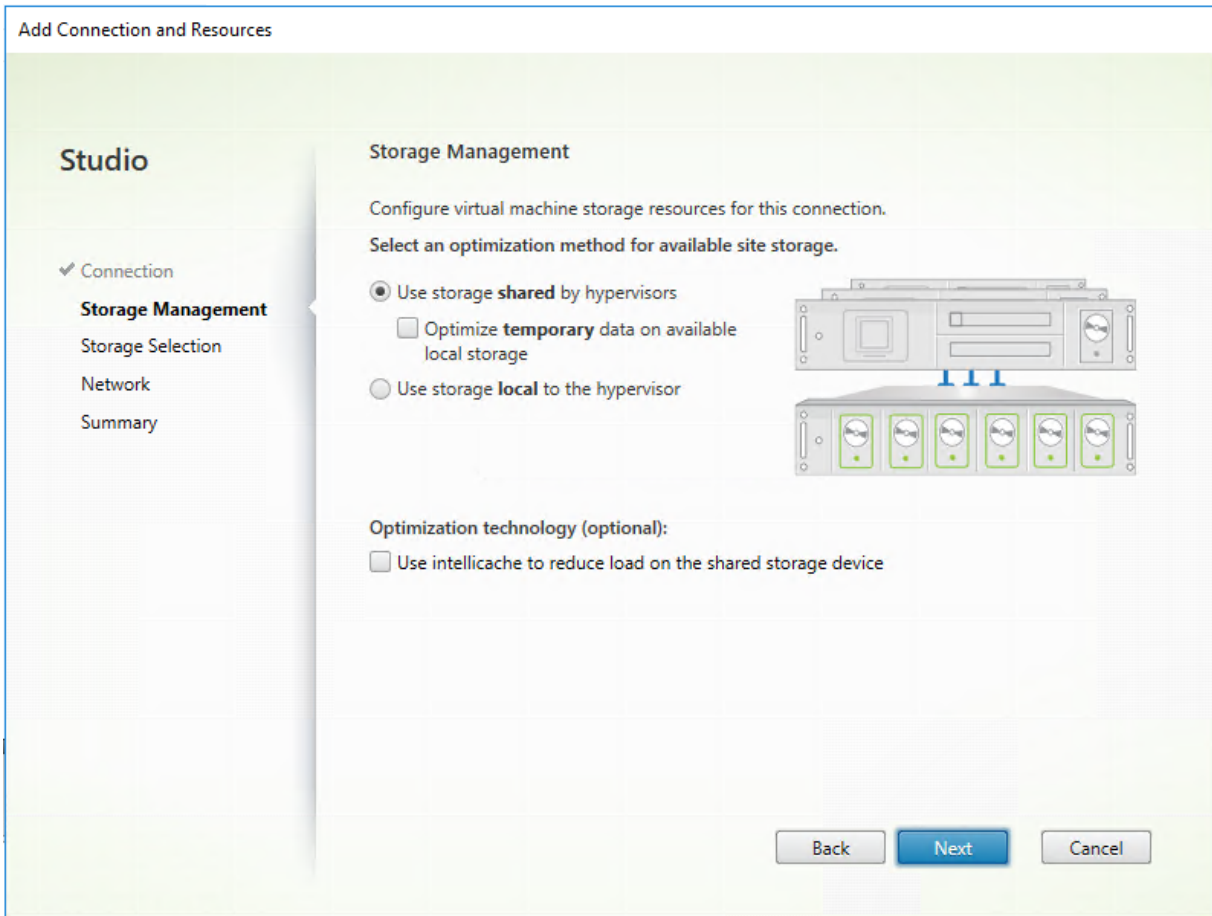 Add Connection and Resources
Studio
Connection
Storage Management
Storage Selection
Network
Summary
Storage Management
Configure virtual machine storage resources for this connection.
Select an optimization method for available site storage.
Use storage shared by hypervisors
Optimize temporary data on available
local storage
Use storage local to the hypervisor
Optimization technology (optional):
Use intellicache to reduce load on the shared storage device
Back
Next
Cancel